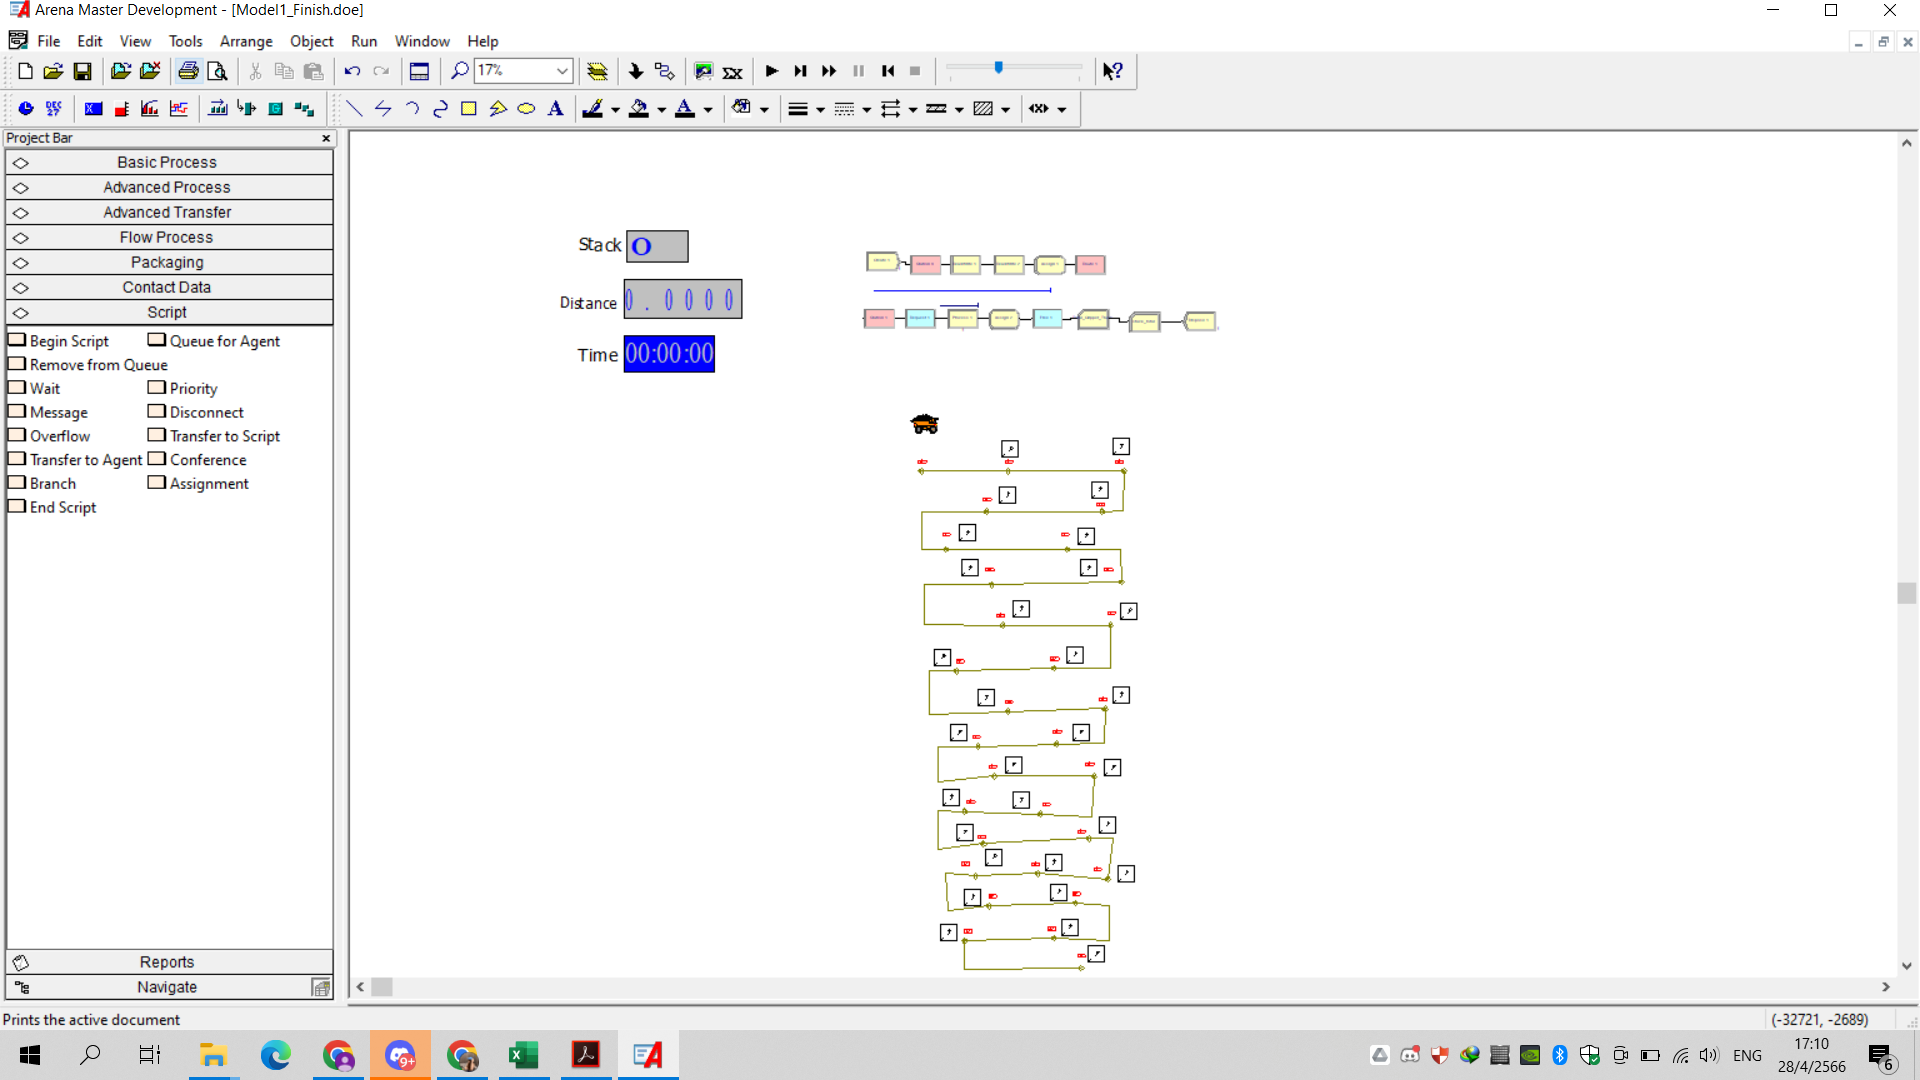 Arena Master Development - [Model1_Finish.doe]
File Edit View Tools Arrange Object Run Window Help
17%
Project Bar
Basic Process
Advanced Process
Advanced Transfer
Flow Process
Packaging
Contact Data
Script
Begin Script Queue for Agent
Remove from Queue
Wait Priority
Message Disconnect
Overflow Transfer to Script
Transfer to Agent Conference
Branch Assignment
End Script
Reports
Navigate
Stack 0
Distance 0.0000
Time 00:00:00
Prints the active document
(-32721, -2689)
9+
ENG
17:10
28/4/2566
6